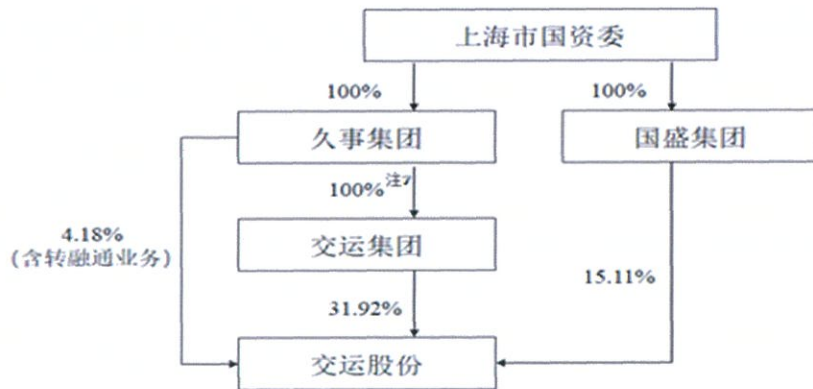 上海市国资委
100%
100%
久事集团
国盛集团
100%注7
4.18%
(含转融通业务)
交运集团
15.11%
31.92%
交运股份